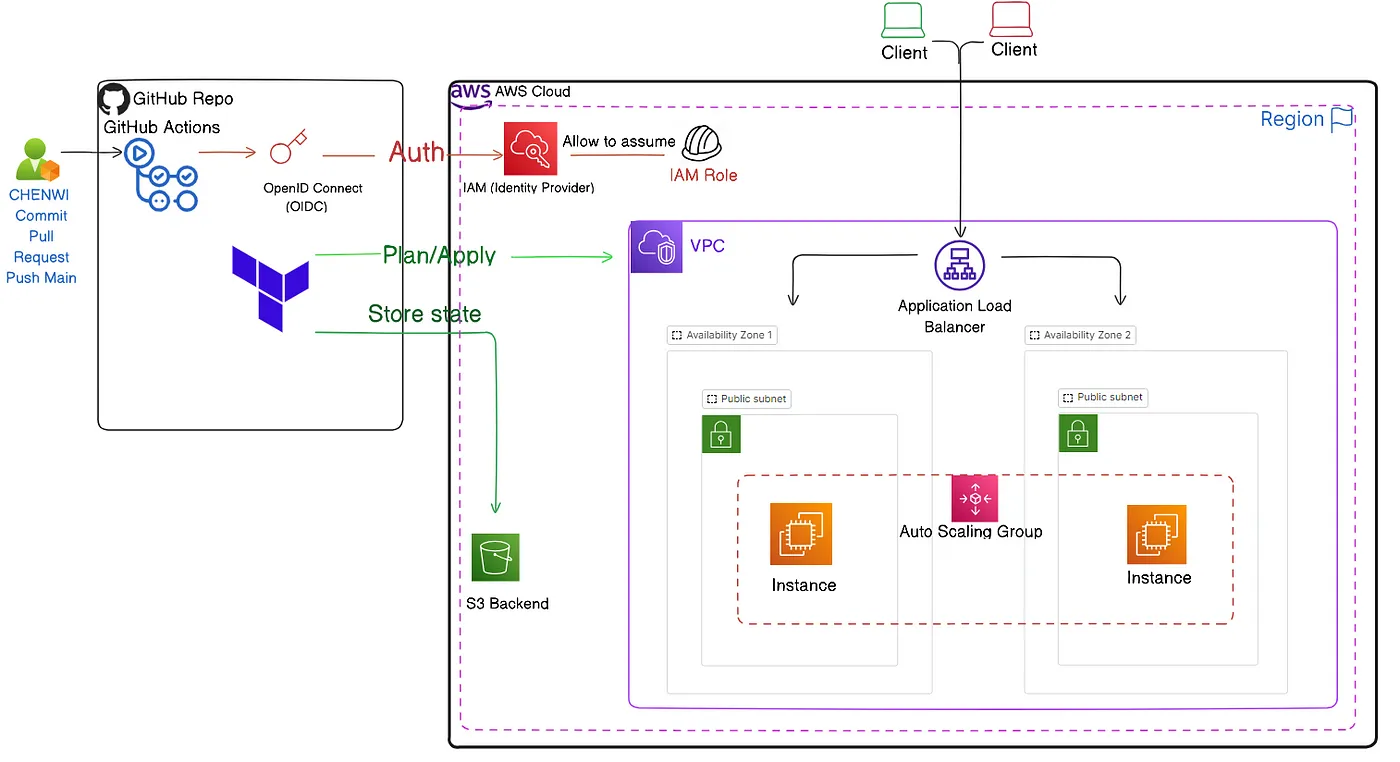 Client
Client
aws AWS Cloud
Region
GitHub Repo
GitHub Actions
CHENWI
Commit
Pull
Request
Push Main
OpenID Connect
(OIDC)
Auth
IAM (Identity Provider)
Allow to assume
IAM Role
Plan/Apply
Store state
S3 Backend
VPC
Application Load
Balancer
Availability Zone 1
Availability Zone 2
Public subnet
Public subnet
Auto Scaling Group
Instance
Instance